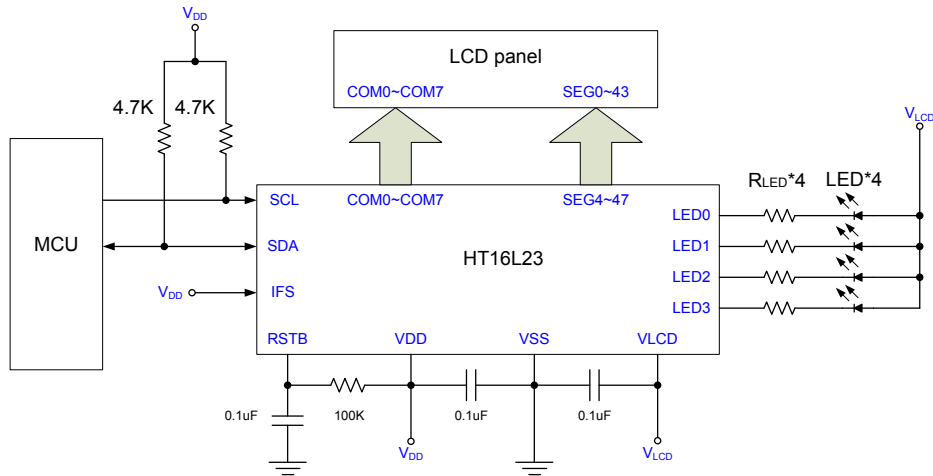 VDD
LCD panel
COM0~COM7 SEG0~43
4.7K 4.7K
VLCD
RLED*4 LED*4
COM0~COM7 SEG4~47
SCL
LED0
MCU
SDA
LED1
HT16L23
LED2
VDD
IFS
LED3
RSTB VDD VSS VLCD
0.1uF 100K 0.1uF 0.1uF
VDD VLCD